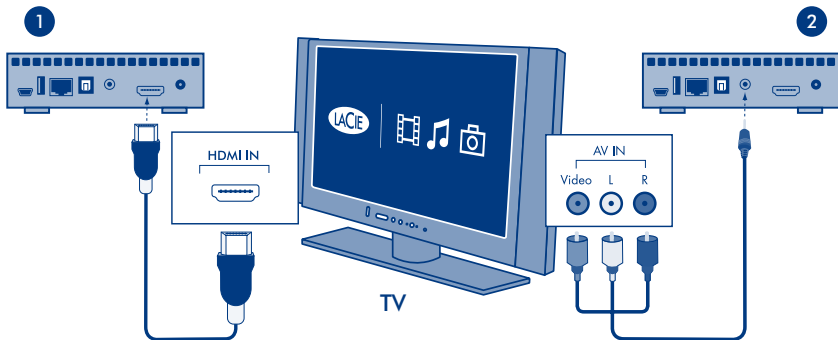 1
2
HDMI IN
LACIE
AV IN
Video L R
TV